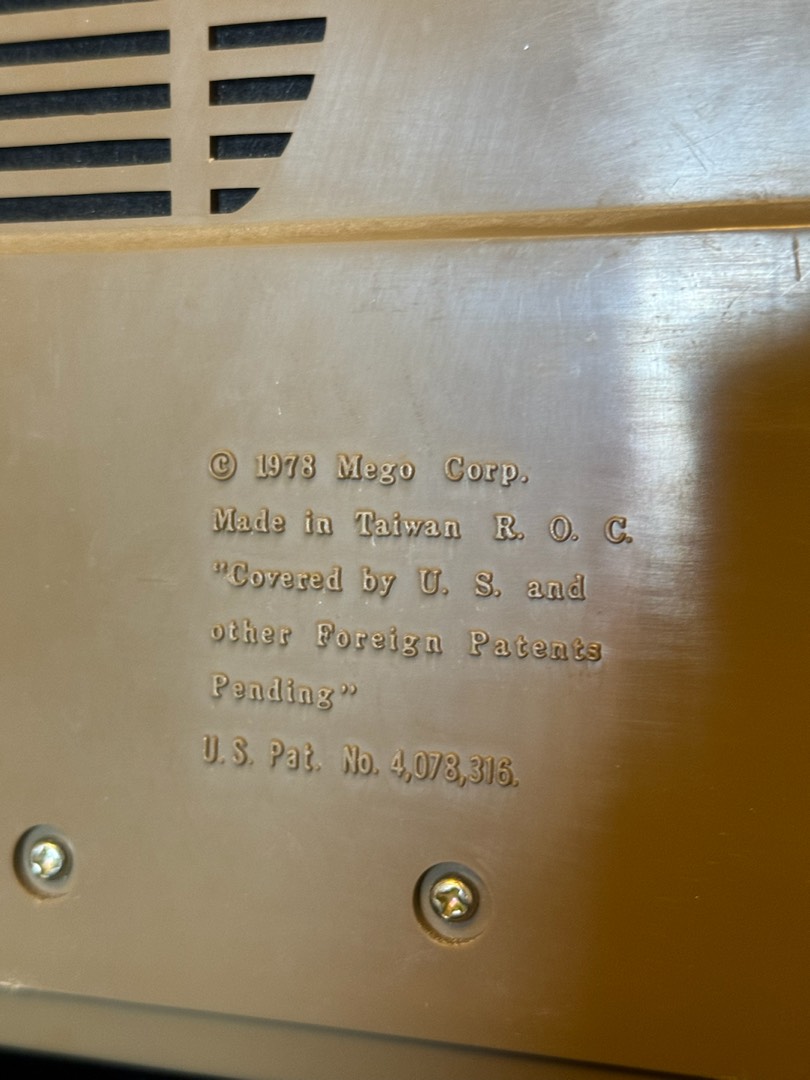 © 1978 Mego Corp.
Made in Taiwan R. O. C.
"Covered by U. S. and
other Foreign Patents
Pending"
U. S. Pat. No. 4,078,316.